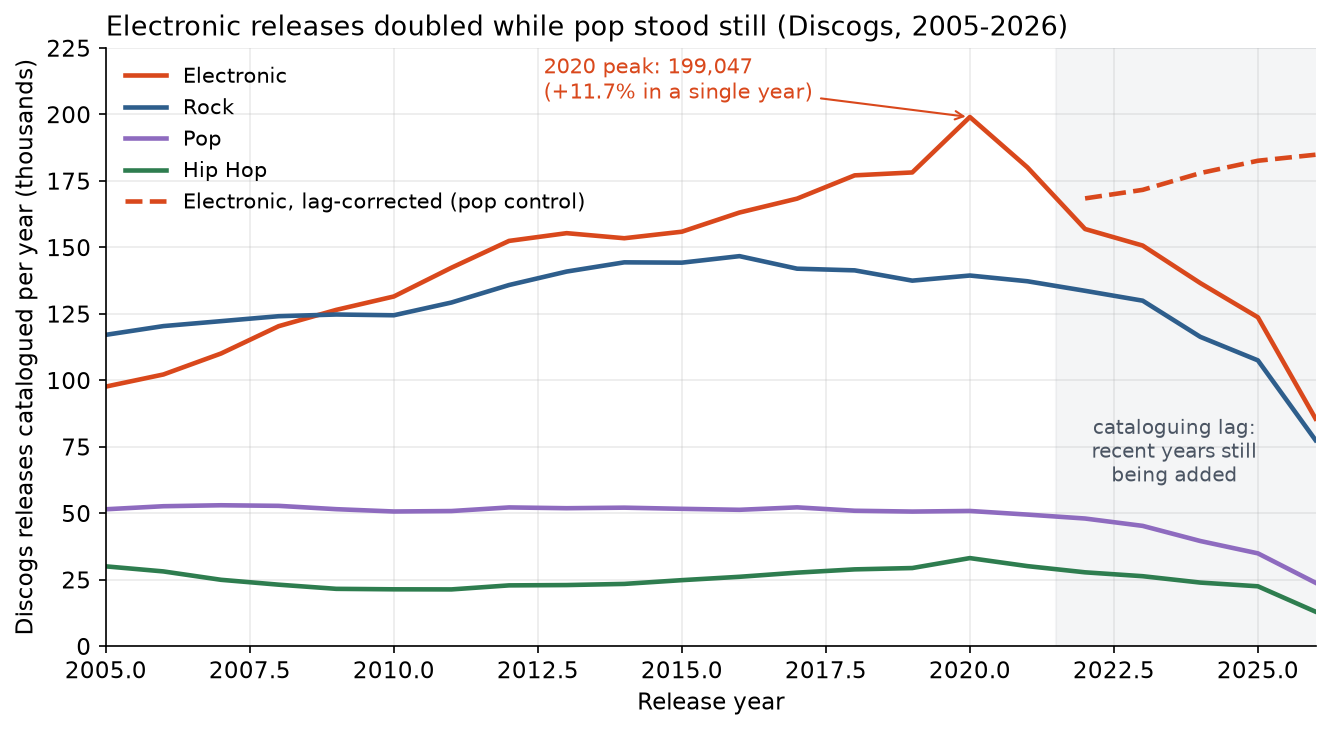 Electronic releases doubled while pop stood still (Discogs, 2005-2026)
Discogs releases catalogued per year (thousands)
225
200
175
150
125
100
75
50
25
0
Electronic
Rock
Pop
Hip Hop
Electronic, lag-corrected (pop control)
2020 peak: 199,047
(+11.7% in a single year)
cataloguing lag:
recent years still
being added
2005.0 2007.5 2010.0 2012.5 2015.0 2017.5 2020.0 2022.5 2025.0
Release year